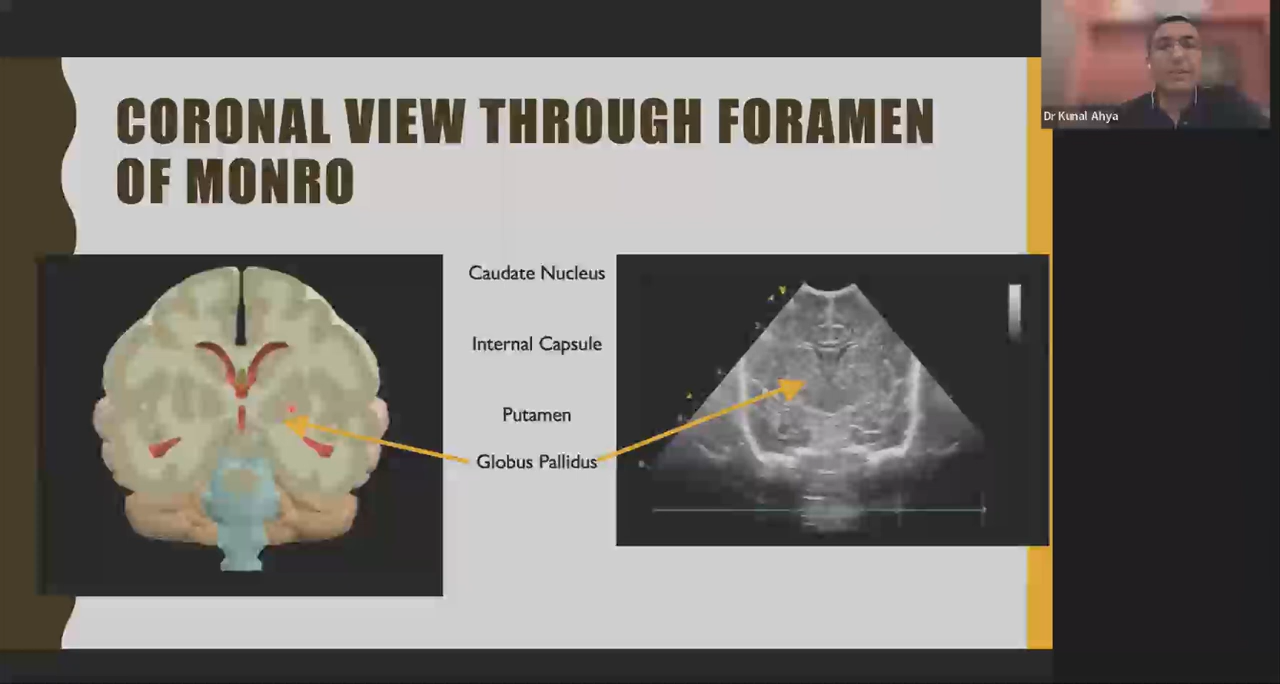 CORONAL VIEW THROUGH FORAMEN
OF MONRO
Dr Kunal Ahya
Caudate Nucleus
Internal Capsule
Putamen
Globus Pallidus